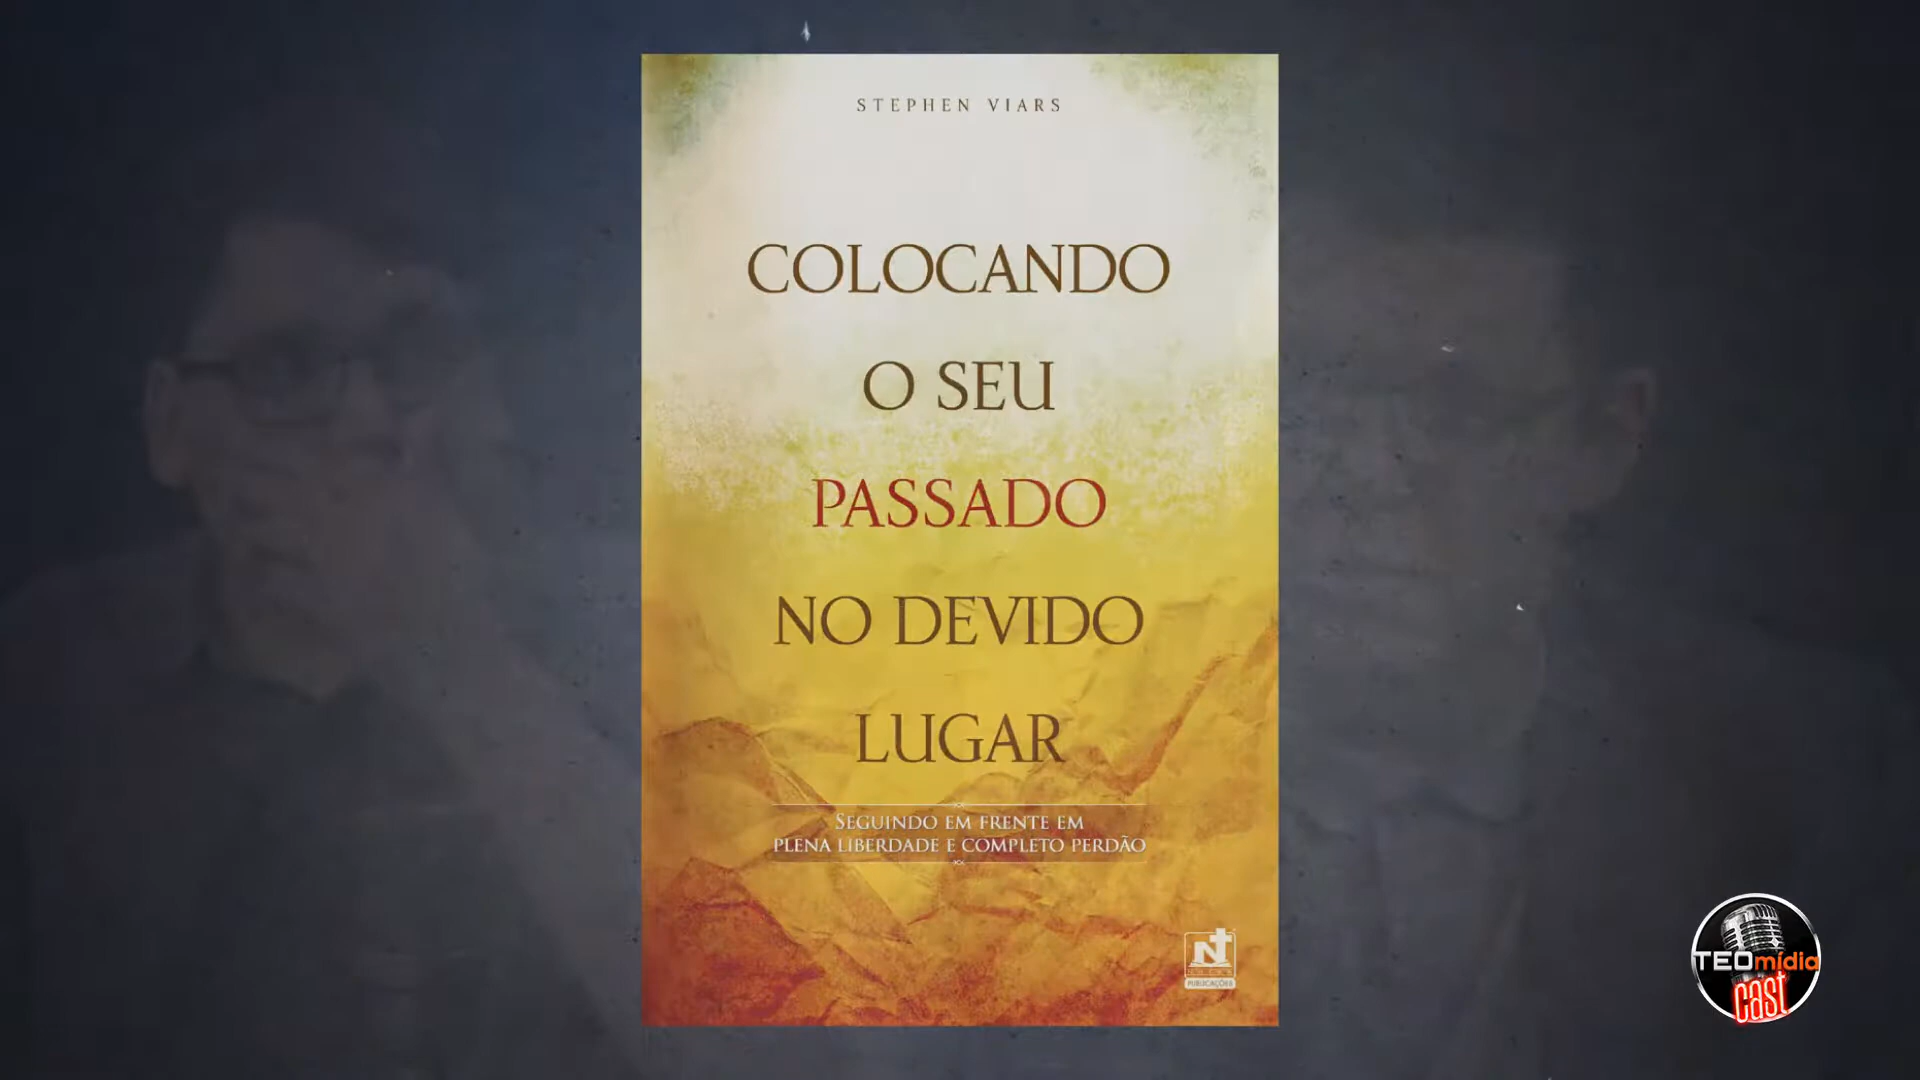 STEPHEN VIARS
COLOCANDO
O SEU
PASSADO
NO DEVIDO
LUGAR
SEGUINDO EM FRENTE EM
PLENA LIBERDADE E COMPLETO PERDÃO
N
PUBLICAÇÕES
TEOmídia
cast